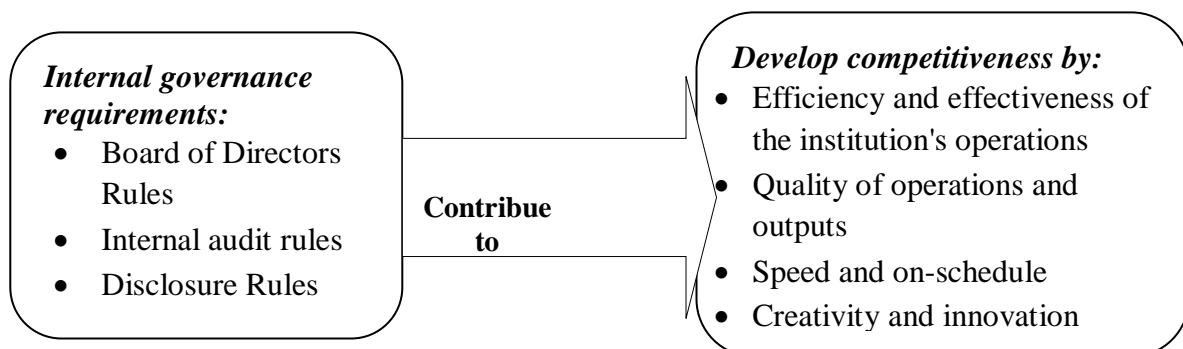 Internal governance
requirements:
• Board of Directors
Rules
• Internal audit rules
• Disclosure Rules
Contribue
to
Develop competitiveness by:
• Efficiency and effectiveness of
the institution's operations
• Quality of operations and
outputs
• Speed and on-schedule
• Creativity and innovation